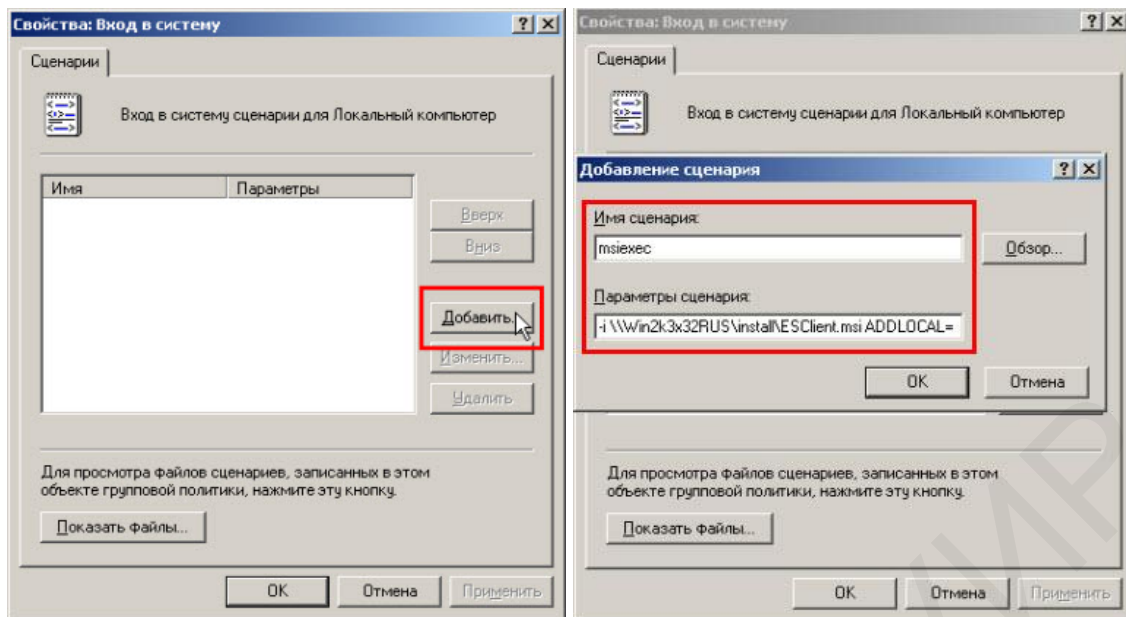 Свойства: Вход в систему
Сценарии
Вход в систему сценарии для Локальный компьютер
Имя Параметры
Вверх
Вниз
Добавить...
Изменить...
Удалить
Для просмотра файлов сценариев, записанных в этом
объекте групповой политики, нажмите эту кнопку.
Показать файлы...
OK Отмена Применить
Свойства: Вход в систему
Сценарии
Вход в систему сценарии для Локальный компьютер
Добавление сценария
Имя сценария:
msiexec
Обзор...
Параметры сценария:
-i \\Win2k3x32RUS\install\ESClient.msi ADDLOCAL=
OK Отмена
Для просмотра файлов сценариев, записанных в этом
объекте групповой политики, нажмите эту кнопку.
Показать файлы...
OK Отмена Применить